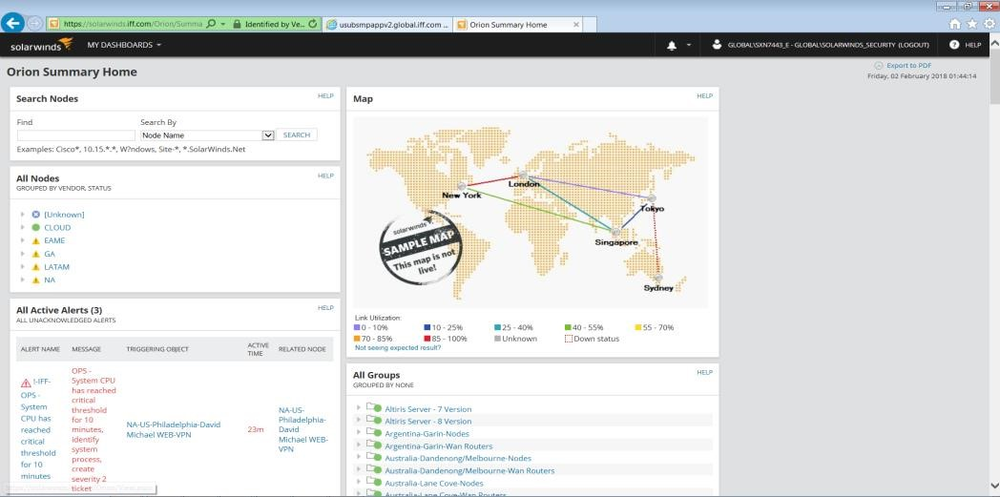 https://solarwinds.iff.com/Orion/Summa
Identified by Ve...
usubsmpappv2.global.iff.com ...
Orion Summary Home
solarwinds
MY DASHBOARDS
GLOBAL\SXN7443_E - GLOBAL\SOLARWINDS_SECURITY (LOGOUT)
HELP
Orion Summary Home
Export to PDF
Friday, 02 February 2018 01:44:14
Search Nodes
HELP
Find
Search By
Node Name
SEARCH
Examples: Cisco*, 10.15.*.*, W?ndows, Site-*, *.SolarWinds.Net
All Nodes
HELP
GROUPED BY VENDOR, STATUS
[Unknown]
CLOUD
EAME
GA
LATAM
NA
All Active Alerts (3)
HELP
ALL UNACKNOWLEDGED ALERTS
ALERT NAME
MESSAGE
TRIGGERING OBJECT
ACTIVE
TIME
RELATED NODE
!-IFF-
OPS -
System
CPU has
reached
critical
threshold
for 10
minutes
OPS -
System CPU
has reached
critical
threshold
for 10
minutes,
identify
system
process,
create
severity 2
ticket
NA-US-Philadelphia-David
Michael WEB-VPN
23m
NA-US-
Philadelphia-
David
Michael WEB-
VPN
Map
HELP
New York
London
Tokyo
Singapore
Sydney
solarwinds
SAMPLE MAP
This map is not
live!
Link Utilization:
0 - 10%
10 - 25%
25 - 40%
40 - 55%
55 - 70%
70 - 85%
85 - 100%
Unknown
Down status
Not seeing expected result?
All Groups
HELP
GROUPED BY NONE
Altiris Server - 7 Version
Altiris Server - 8 Version
Argentina-Garin-Nodes
Argentina-Garin-Wan Routers
Australia-Dandenong/Melbourne-Nodes
Australia-Dandenong/Melbourne-Wan Routers
Australia-Lane Cove-Nodes
Australia-Lane Cove-Wan Routers